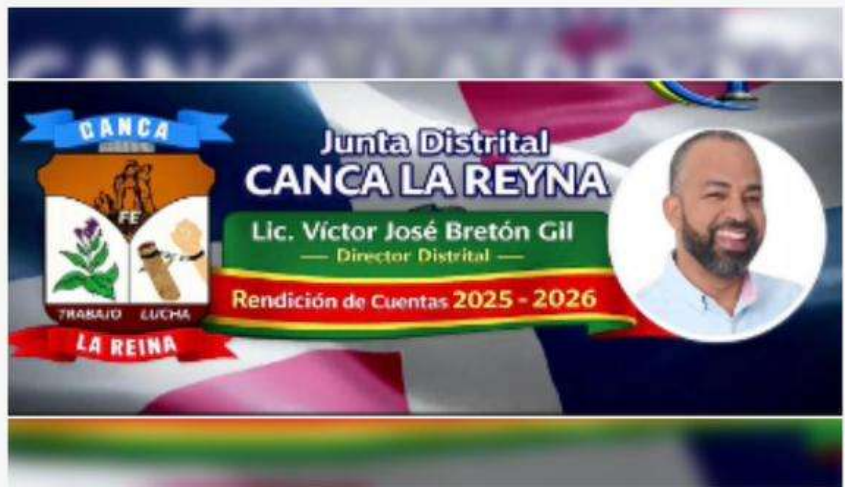 CANCA
FE
TRABAJO LUCHA
LA REINA
Junta Distrital
CANCA LA REYNA
Lic. Víctor José Bretón Gil
Director Distrital
Rendición de Cuentas 2025 - 2026